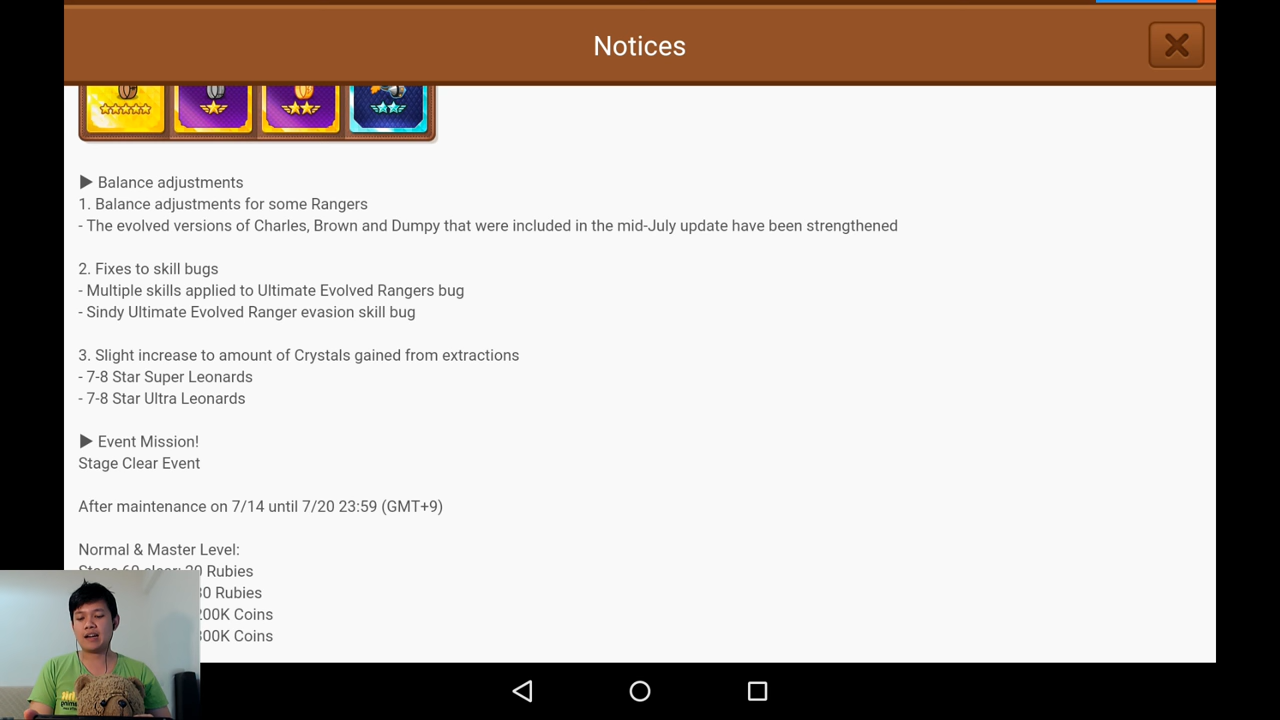 Notices
▶ Balance adjustments
1. Balance adjustments for some Rangers
- The evolved versions of Charles, Brown and Dumpy that were included in the mid-July update have been strengthened
2. Fixes to skill bugs
- Multiple skills applied to Ultimate Evolved Rangers bug
- Sindy Ultimate Evolved Ranger evasion skill bug
3. Slight increase to amount of Crystals gained from extractions
- 7-8 Star Super Leonards
- 7-8 Star Ultra Leonards
▶ Event Mission!
Stage Clear Event
After maintenance on 7/14 until 7/20 23:59 (GMT+9)
Normal & Master Level:
Rubies
Rubies
Coins
Coins